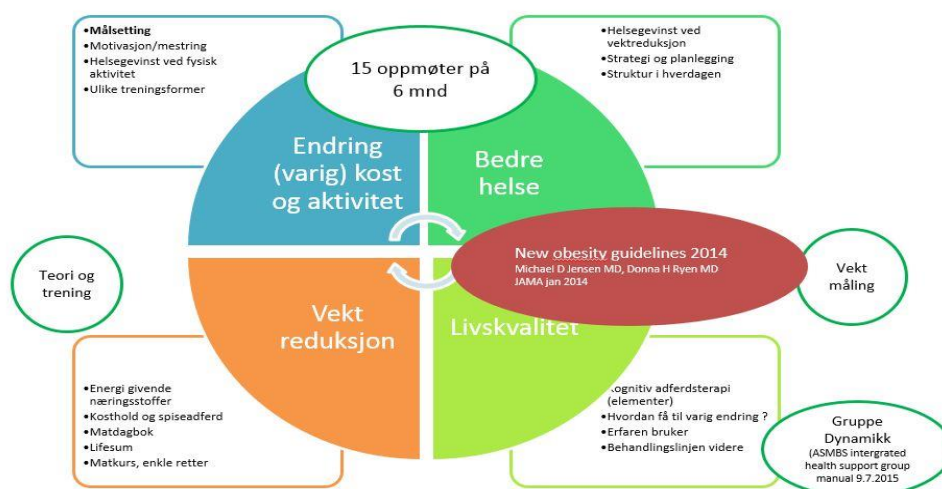 •Målsetting
•Motivasjon/mestring
•Helsegevinst ved fysisk
aktivitet
•Ulike treningsformer
15 oppmøter på
6 mnd
•Helsegevinst ved
vektreduksjon
•Strategi og planlegging
•Struktur i hverdagen
Endring
(varig) kost
og aktivitet
Bedre
helse
Teori og
trening
New obesity guidelines 2014
Michael D Jensen MD, Donna H Ryen MD
JAMA jan 2014
Vekt
måling
Vekt
reduksjon
Livskvalitet
•Energi givende
næringsstoffer
•Kosthold og spiseadferd
•Matdagbok
•Lifesum
•Matkurs, enkle retter
•Kognitiv adferdsterapi
(elementer)
•Hvordan få til varig endring ?
•Erfaren bruker
•Behandlingslinjen videre
Gruppe
Dynamikk
(ASMBS intergrated
health support group
manual 9.7.2015